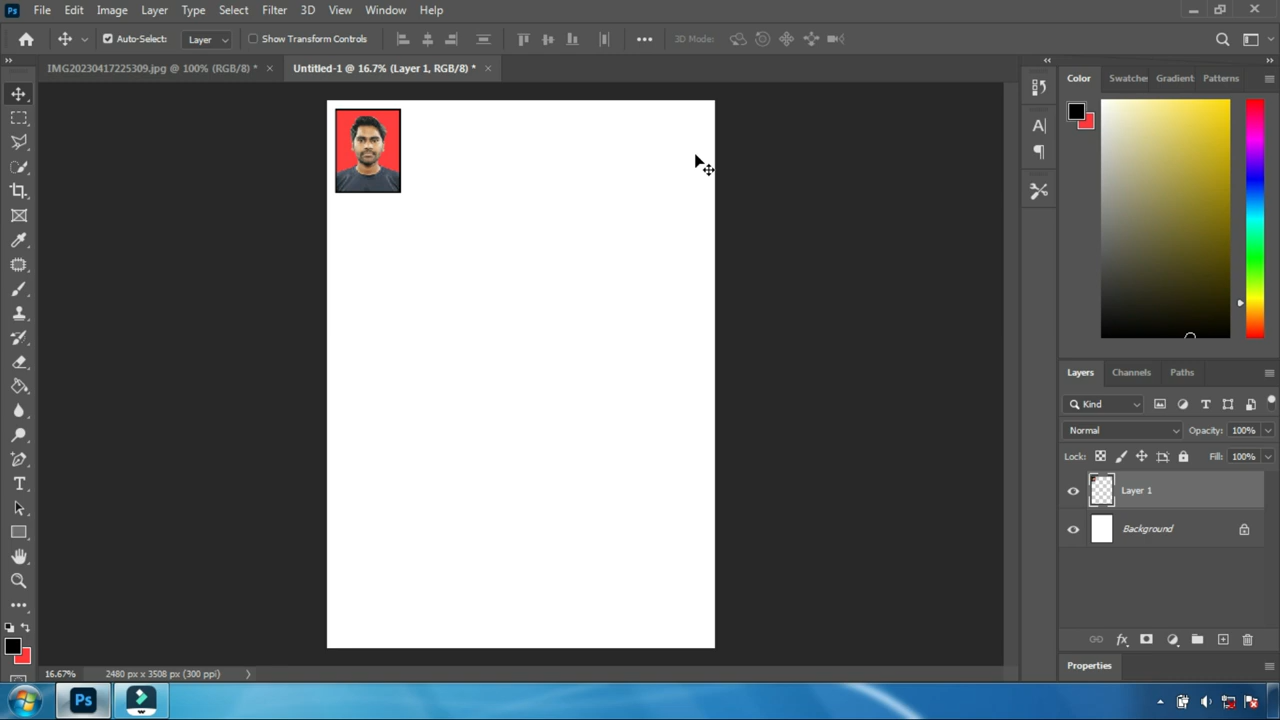 Ps File Edit Image Layer Type Select Filter 3D View Window Help
Auto-Select: Layer Show Transform Controls 3D Mode:
IMG20230417225309.jpg @ 100% (RGB/8) * Untitled-1 @ 16.7% (Layer 1, RGB/8) *
Color Swatches Gradient Patterns
Layers Channels Paths
Kind
Normal Opacity: 100%
Lock: Fill: 100%
Layer 1
Background
Properties
16.67% 2480 px x 3508 px (300 ppi)
Ps